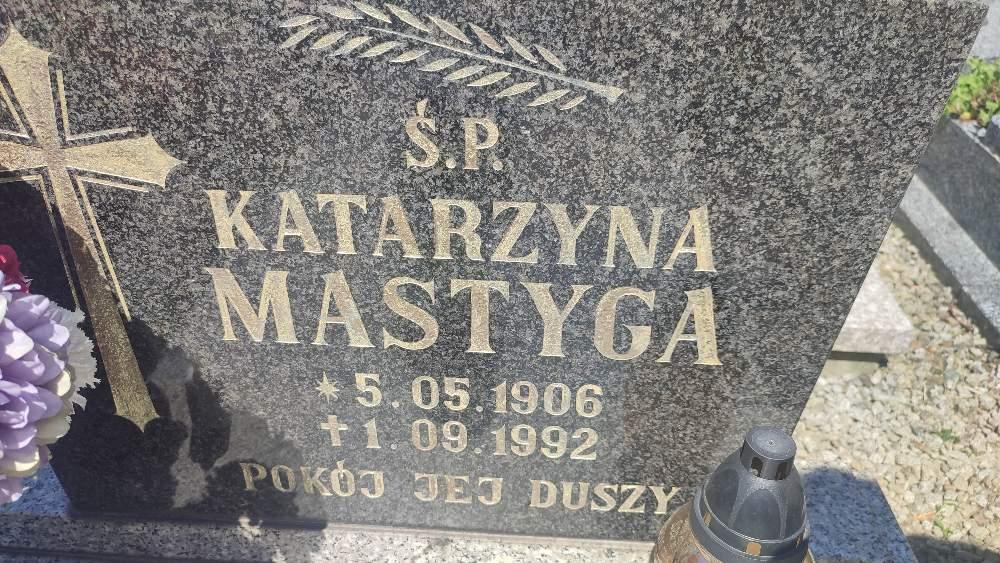 Ś.P.
KATARZYNA
MASTYGA
* 5.05.1906
+ 1.09.1992
POKÓJ JEJ DUSZY